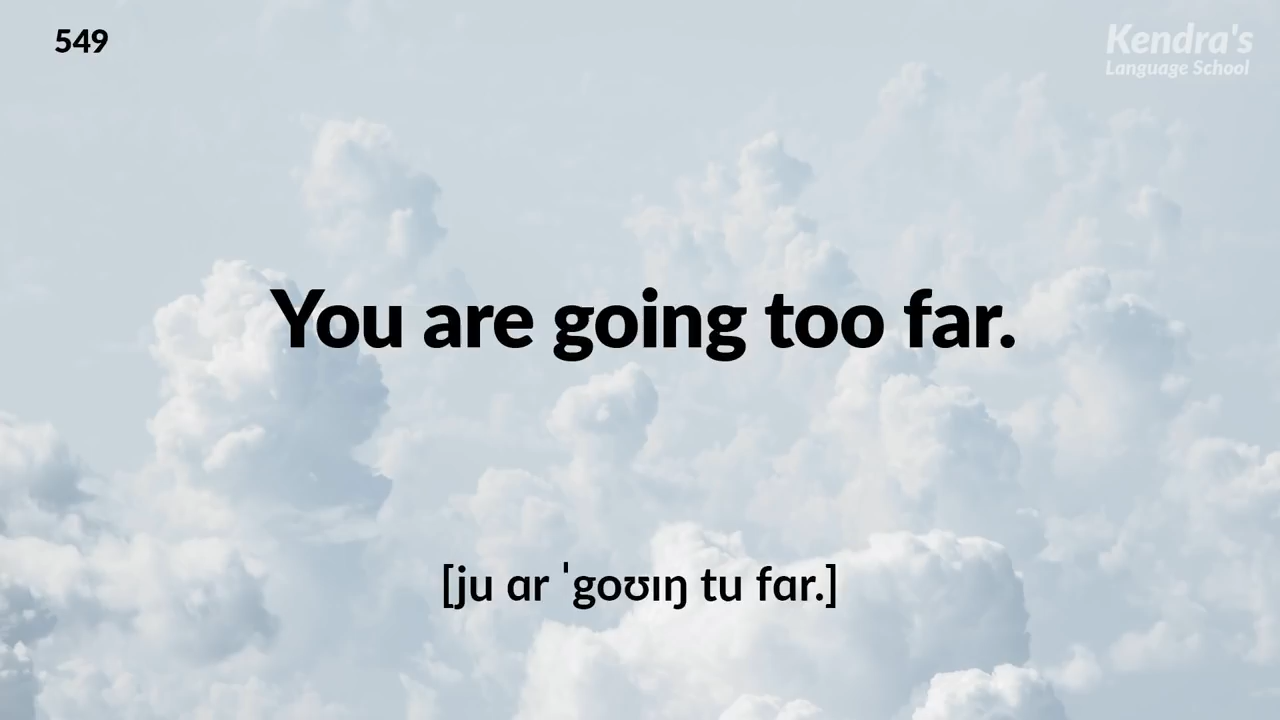 549
Kendra's
Language School
You are going too far.
[ju ɑr ˈgoʊɪŋ tu fɑr.]